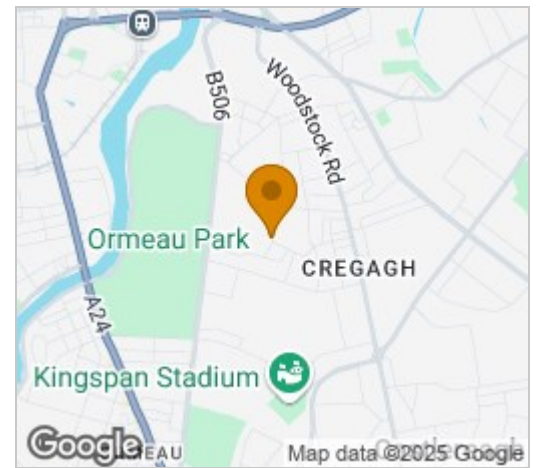 B506
Woodstock Rd
Ormeau Park
CREGAGH
A24
Kingspan Stadium
Google
Map data ©2025 Google